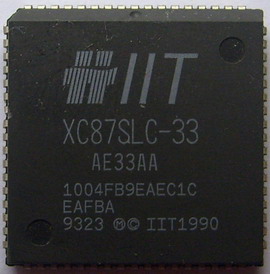 IIT
XC87SLC-33
AE33AA
1004FB9EAEC1C
EAFBA
9323 Ⓜ© IIT1990